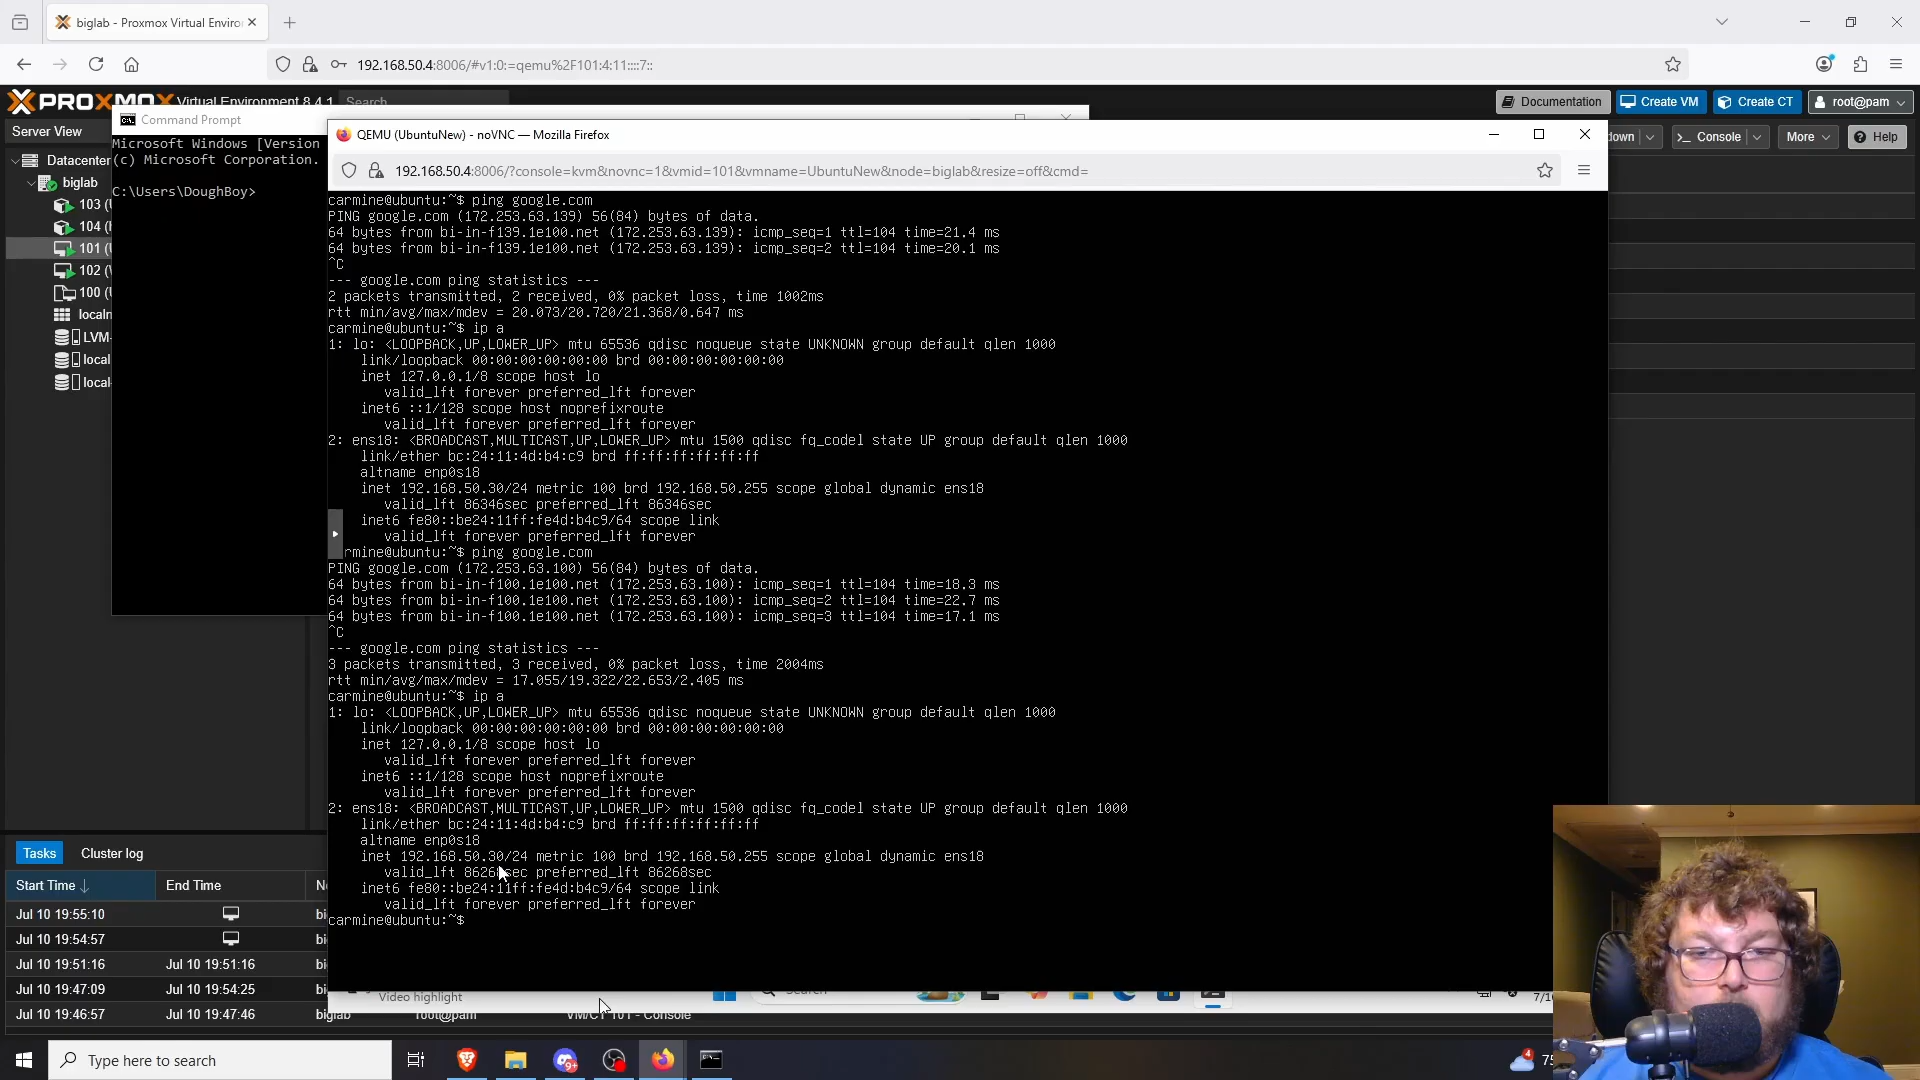 biglab - Proxmox Virtual Enviro
192.168.50.4:8006/#v1:0:=qemu%2F101:4:11::::7::
PROXMOX Virtual Environment 8.4.1 Search
Documentation
Create VM
Create CT
root@pam
Server View
down
Console
More
Help
Datacenter
biglab
103 (
104 (
101 (
102 (
100 (
localn
LVM-
local
local-
Command Prompt
Microsoft Windows [Version
(c) Microsoft Corporation.
C:\Users\DoughBoy>
QEMU (UbuntuNew) - noVNC — Mozilla Firefox
192.168.50.4:8006/?console=kvm&novnc=1&vmid=101&vmname=UbuntuNew&node=biglab&resize=off&cmd=
carmine@ubuntu:~$ ping google.com
PING google.com (172.253.63.139) 56(84) bytes of data.
64 bytes from bi-in-f139.1e100.net (172.253.63.139): icmp_seq=1 ttl=104 time=21.4 ms
64 bytes from bi-in-f139.1e100.net (172.253.63.139): icmp_seq=2 ttl=104 time=20.1 ms
^C
--- google.com ping statistics ---
2 packets transmitted, 2 received, 0% packet loss, time 1002ms
rtt min/avg/max/mdev = 20.073/20.720/21.368/0.647 ms
carmine@ubuntu:~$ ip a
1: lo: <LOOPBACK,UP,LOWER_UP> mtu 65536 qdisc noqueue state UNKNOWN group default qlen 1000
link/loopback 00:00:00:00:00:00 brd 00:00:00:00:00:00
inet 127.0.0.1/8 scope host lo
valid_lft forever preferred_lft forever
inet6 ::1/128 scope host noprefixroute
valid_lft forever preferred_lft forever
2: ens18: <BROADCAST,MULTICAST,UP,LOWER_UP> mtu 1500 qdisc fq_codel state UP group default qlen 1000
link/ether bc:24:11:4d:b4:c9 brd ff:ff:ff:ff:ff:ff
altname enp0s18
inet 192.168.50.30/24 metric 100 brd 192.168.50.255 scope global dynamic ens18
valid_lft 86346sec preferred_lft 86346sec
inet6 fe80::be24:11ff:fe4d:b4c9/64 scope link
valid_lft forever preferred_lft forever
rmine@ubuntu:~$ ping google.com
PING google.com (172.253.63.100) 56(84) bytes of data.
64 bytes from bi-in-f100.1e100.net (172.253.63.100): icmp_seq=1 ttl=104 time=18.3 ms
64 bytes from bi-in-f100.1e100.net (172.253.63.100): icmp_seq=2 ttl=104 time=22.7 ms
64 bytes from bi-in-f100.1e100.net (172.253.63.100): icmp_seq=3 ttl=104 time=17.1 ms
^C
--- google.com ping statistics ---
3 packets transmitted, 3 received, 0% packet loss, time 2004ms
rtt min/avg/max/mdev = 17.055/19.322/22.653/2.405 ms
carmine@ubuntu:~$ ip a
1: lo: <LOOPBACK,UP,LOWER_UP> mtu 65536 qdisc noqueue state UNKNOWN group default qlen 1000
link/loopback 00:00:00:00:00:00 brd 00:00:00:00:00:00
inet 127.0.0.1/8 scope host lo
valid_lft forever preferred_lft forever
inet6 ::1/128 scope host noprefixroute
valid_lft forever preferred_lft forever
2: ens18: <BROADCAST,MULTICAST,UP,LOWER_UP> mtu 1500 qdisc fq_codel state UP group default qlen 1000
link/ether bc:24:11:4d:b4:c9 brd ff:ff:ff:ff:ff:ff
altname enp0s18
inet 192.168.50.30/24 metric 100 brd 192.168.50.255 scope global dynamic ens18
valid_lft 86268sec preferred_lft 86268sec
inet6 fe80::be24:11ff:fe4d:b4c9/64 scope link
valid_lft forever preferred_lft forever
carmine@ubuntu:~$
Tasks Cluster log
Start Time End Time N
Jul 10 19:55:10 bi
Jul 10 19:54:57 bi
Jul 10 19:51:16 Jul 10 19:51:16 bi
Jul 10 19:47:09 Jul 10 19:54:25 bi
Jul 10 19:46:57 Jul 10 19:47:46 biglab root@pam VM/CT 101 - Console
Video highlight
Search
7/10
Type here to search
4
75